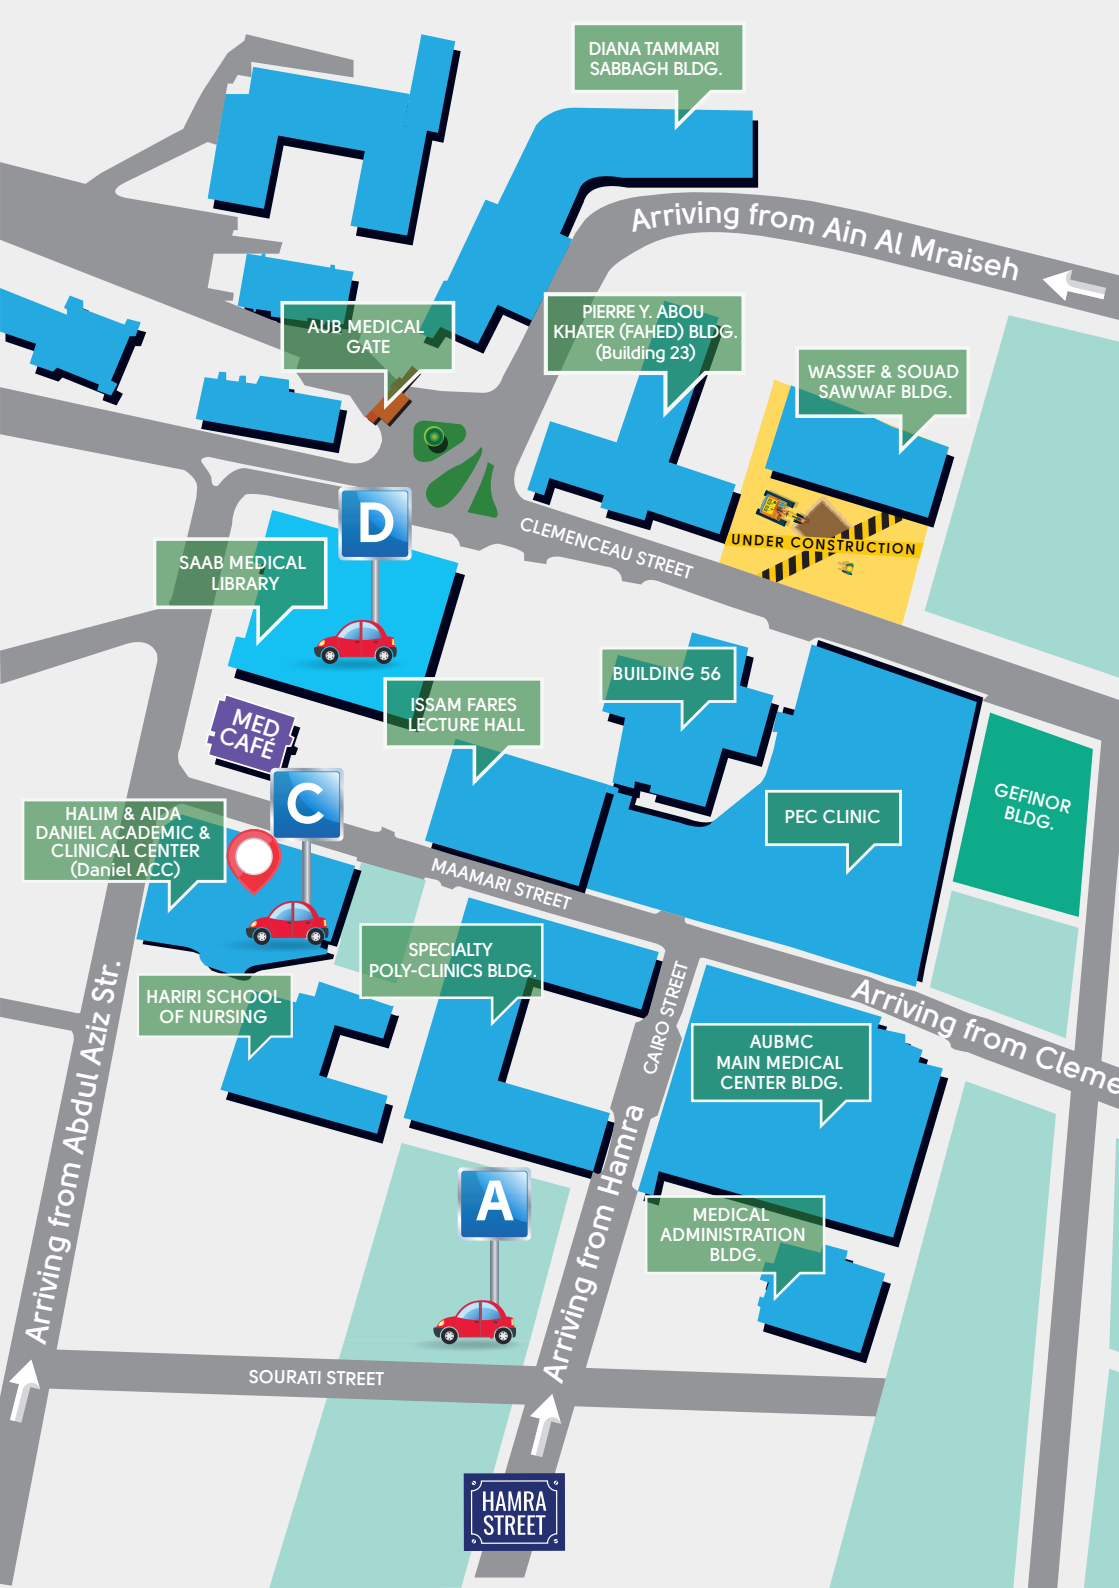 DIANA TAMMARI
SABBAGH BLDG.
Arriving from Ain Al Mraiseh
AUB MEDICAL
GATE
PIERRE Y. ABOU
KHATER (FAHED) BLDG.
(Building 23)
WASSEF & SOUAD
SAWWAF BLDG.
UNDER CONSTRUCTION
CLEMENCEAU STREET
D
SAAB MEDICAL
LIBRARY
BUILDING 56
ISSAM FARES
LECTURE HALL
MED
CAFÉ
C
GEFINOR
BLDG.
PEC CLINIC
HALIM & AIDA
DANIEL ACADEMIC &
CLINICAL CENTER
(Daniel ACC)
MAAMARI STREET
SPECIALTY
POLY-CLINICS BLDG.
HARIRI SCHOOL
OF NURSING
CAIRO STREET
Arriving from Cleme
AUBMC
MAIN MEDICAL
CENTER BLDG.
Arriving from Abdul Aziz Str.
A
Arriving from Hamra
MEDICAL
ADMINISTRATION
BLDG.
SOURATI STREET
HAMRA
STREET